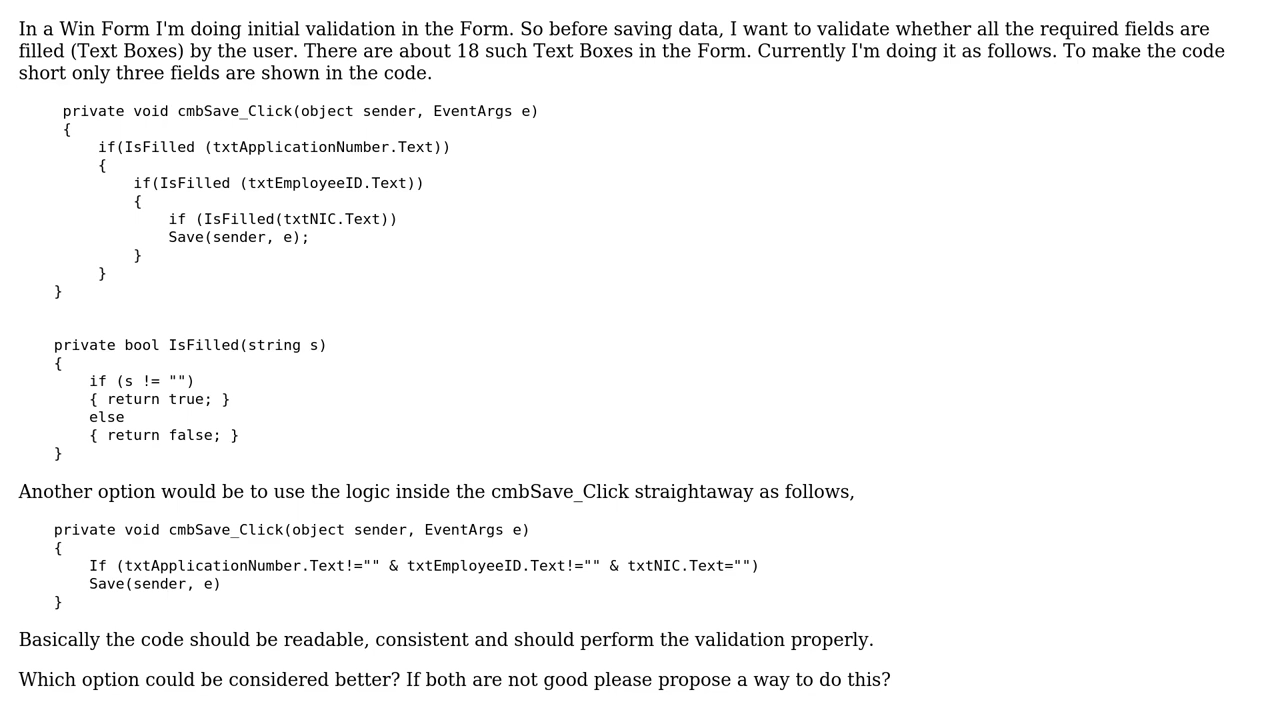 In a Win Form I'm doing initial validation in the Form. So before saving data, I want to validate whether all the required fields are
filled (Text Boxes) by the user. There are about 18 such Text Boxes in the Form. Currently I'm doing it as follows. To make the code
short only three fields are shown in the code.
     private void cmbSave_Click(object sender, EventArgs e)
     {
         if(IsFilled (txtApplicationNumber.Text))
         {
             if(IsFilled (txtEmployeeID.Text))
             {
                 if (IsFilled(txtNIC.Text))
                 Save(sender, e);
             }
         }
    }
    private bool IsFilled(string s)
    {
        if (s != "")
        { return true; }
        else
        { return false; }
    }
Another option would be to use the logic inside the cmbSave_Click straightaway as follows,
    private void cmbSave_Click(object sender, EventArgs e)
    {
        If (txtApplicationNumber.Text!="" & txtEmployeeID.Text!="" & txtNIC.Text="")
        Save(sender, e)
    }
Basically the code should be readable, consistent and should perform the validation properly.
Which option could be considered better? If both are not good please propose a way to do this?